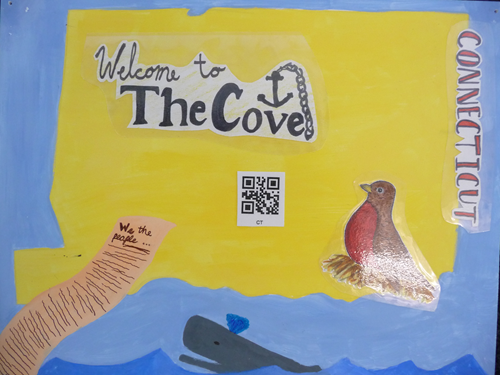 Welcome to
The Cove
CONNECTICUT
CT
We the
people ...